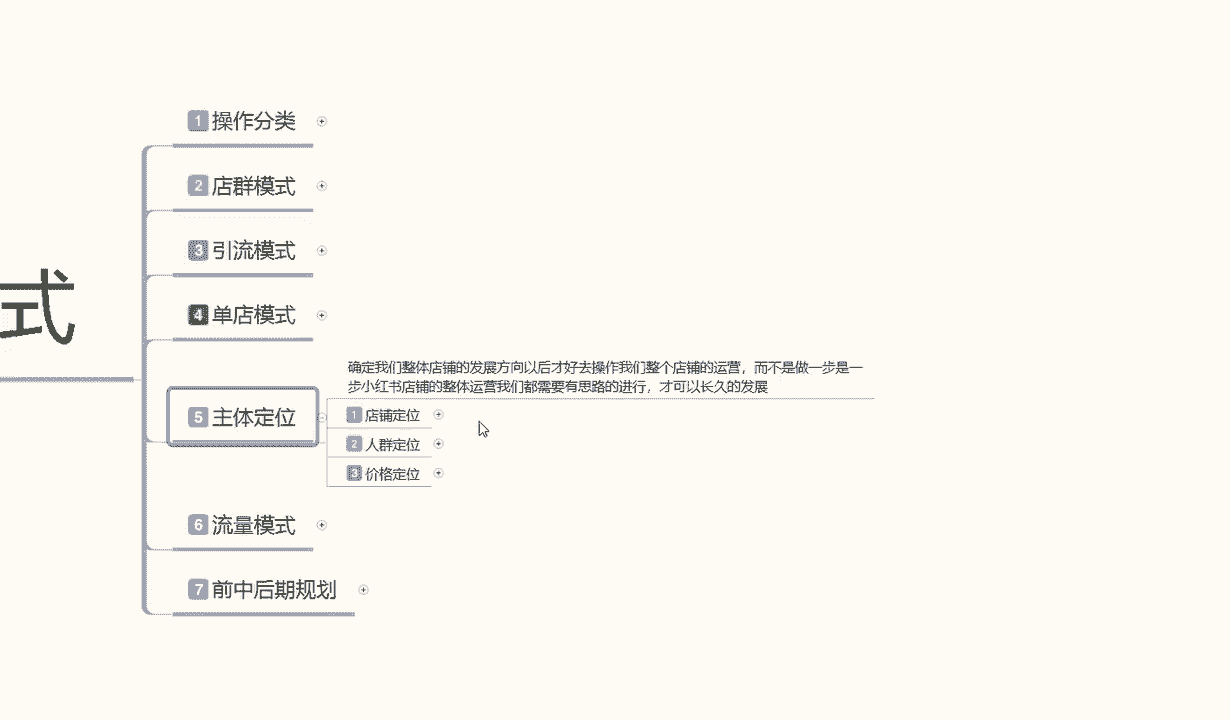 式
1 操作分类
2 店群模式
3 引流模式
4 单店模式
5 主体定位
确定我们整体店铺的发展方向以后才好去操作我们整个店铺的运营，而不是做一步是一
步小红书店铺的整体运营我们都需要有思路的进行，才可以长久的发展
1 店铺定位
2 人群定位
3 价格定位
6 流量模式
7 前中后期规划